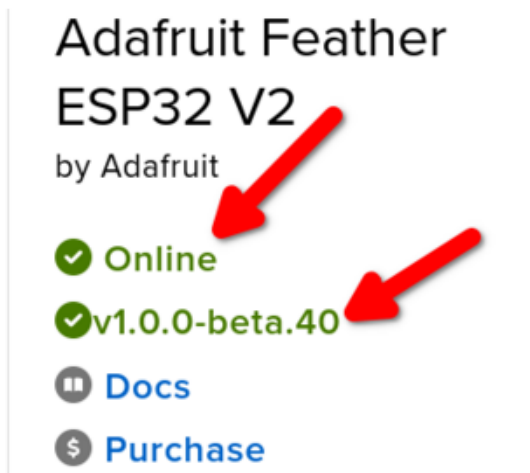 Adafruit Feather
ESP32 V2
by Adafruit
Online
v1.0.0-beta.40
Docs
$ Purchase